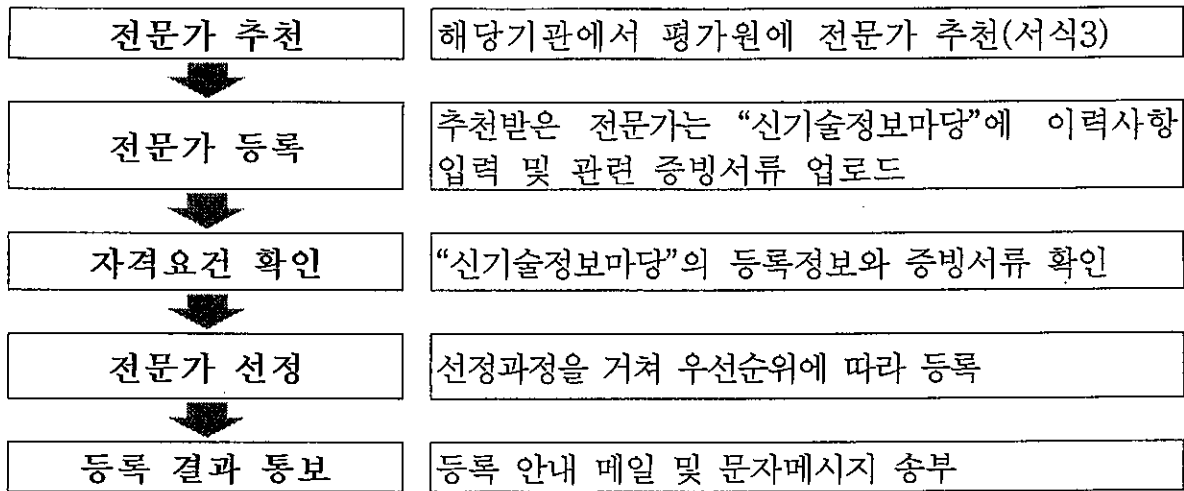 전문가 추천
해당기관에서 평가원에 전문가 추천(서식3)
전문가 등록
추천받은 전문가는 “신기술정보마당”에 이력사항
입력 및 관련 증빙서류 업로드
자격요건 확인
“신기술정보마당”의 등록정보와 증빙서류 확인
전문가 선정
선정과정을 거쳐 우선순위에 따라 등록
등록 결과 통보
등록 안내 메일 및 문자메시지 송부